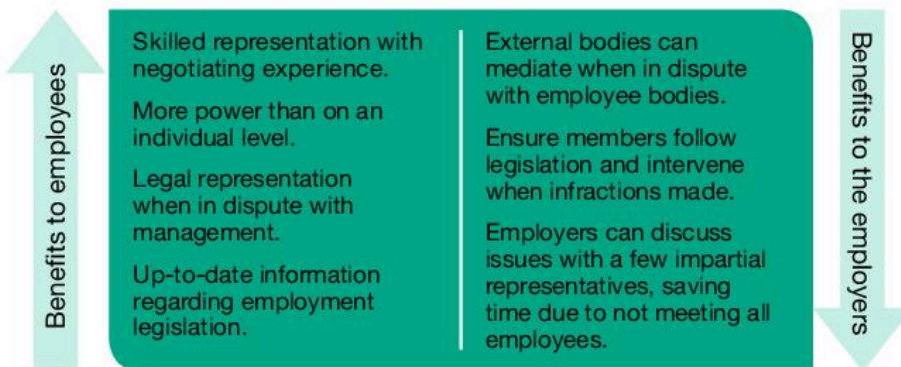 Benefits to employees
Skilled representation with
negotiating experience.
More power than on an
individual level.
Legal representation
when in dispute with
management.
Up-to-date information
regarding employment
legislation.
External bodies can
mediate when in dispute
with employee bodies.
Ensure members follow
legislation and intervene
when infractions made.
Employers can discuss
issues with a few impartial
representatives, saving
time due to not meeting all
employees.
Benefits to the employers